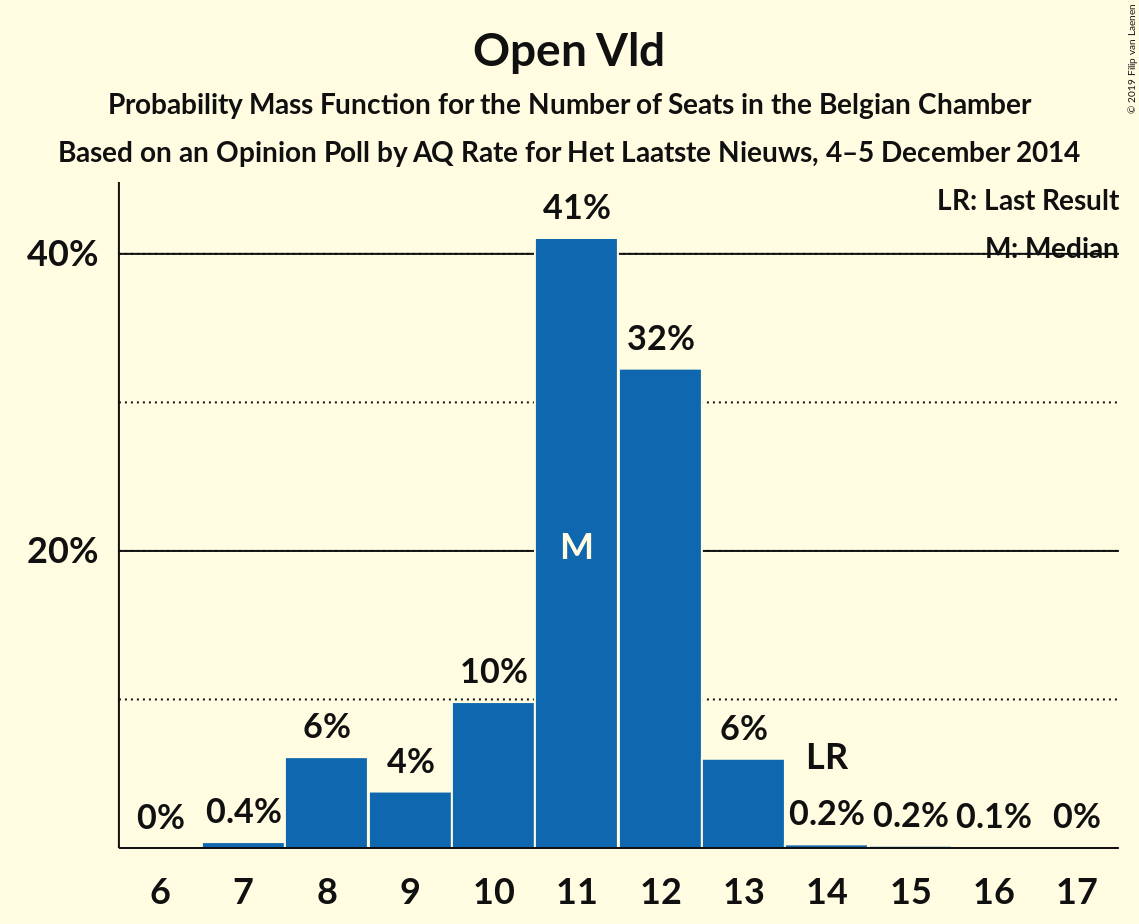 © 2019 Filip van Laenen
Open Vld
Probability Mass Function for the Number of Seats in the Belgian Chamber
Based on an Opinion Poll by AQ Rate for Het Laatste Nieuws, 4–5 December 2014
LR: Last Result
M: Median
40%
20%
0%
0.4%
6%
4%
10%
41%
M
32%
6%
LR
0.2%
0.2%
0.1%
0%
6 7 8 9 10 11 12 13 14 15 16 17